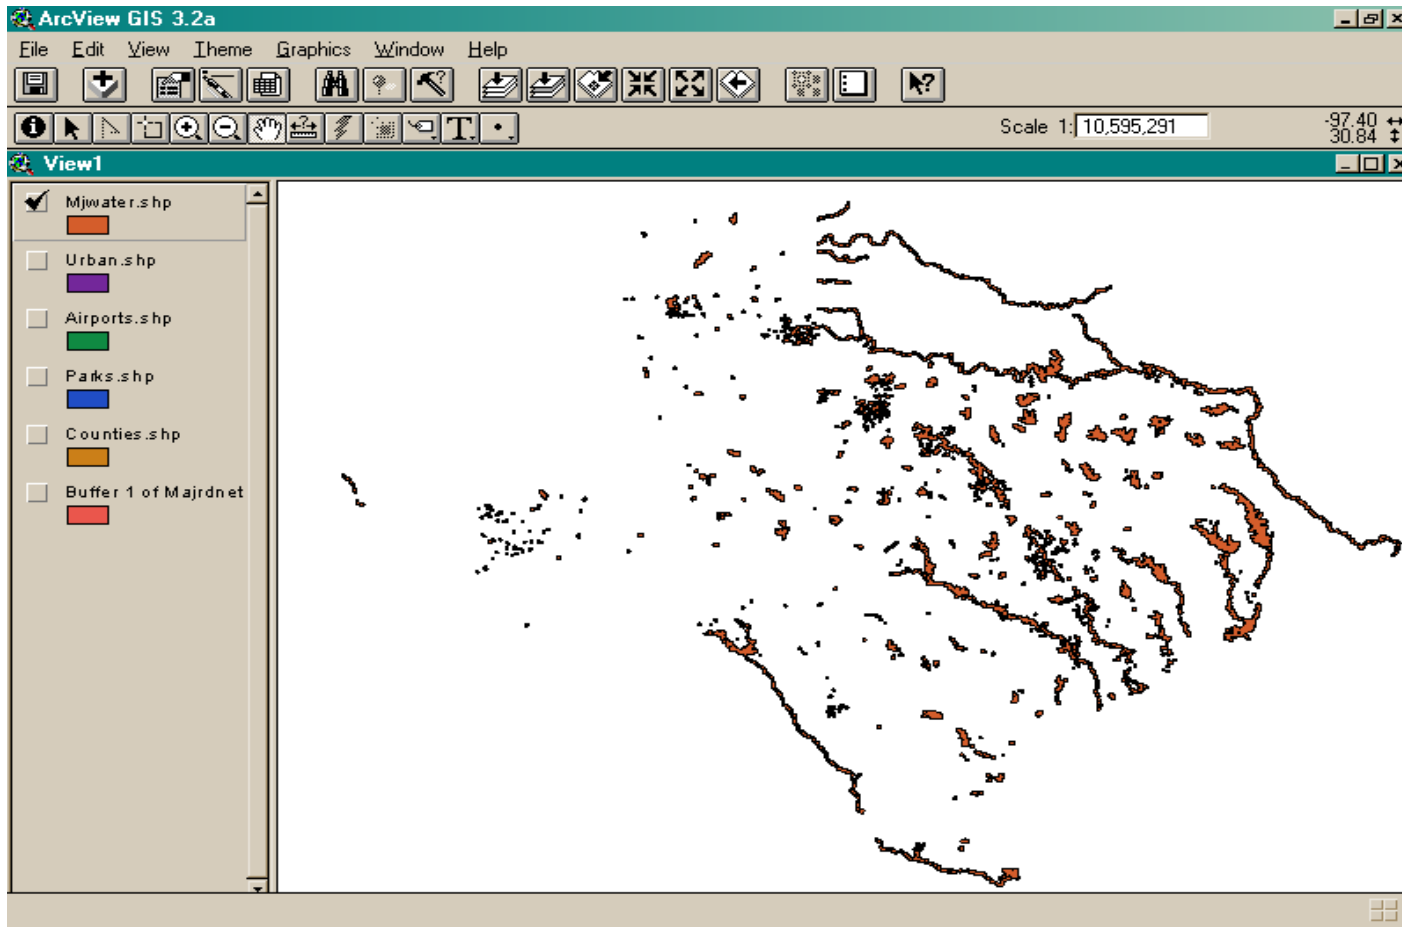 ArcView GIS 3.2a
File Edit View Theme Graphics Window Help
Scale 1: 10,595,291 -97.40
30.84
View1
Mjwater.shp
Urban.shp
Airports.shp
Parks.shp
Counties.shp
Buffer 1 of Majrdnet